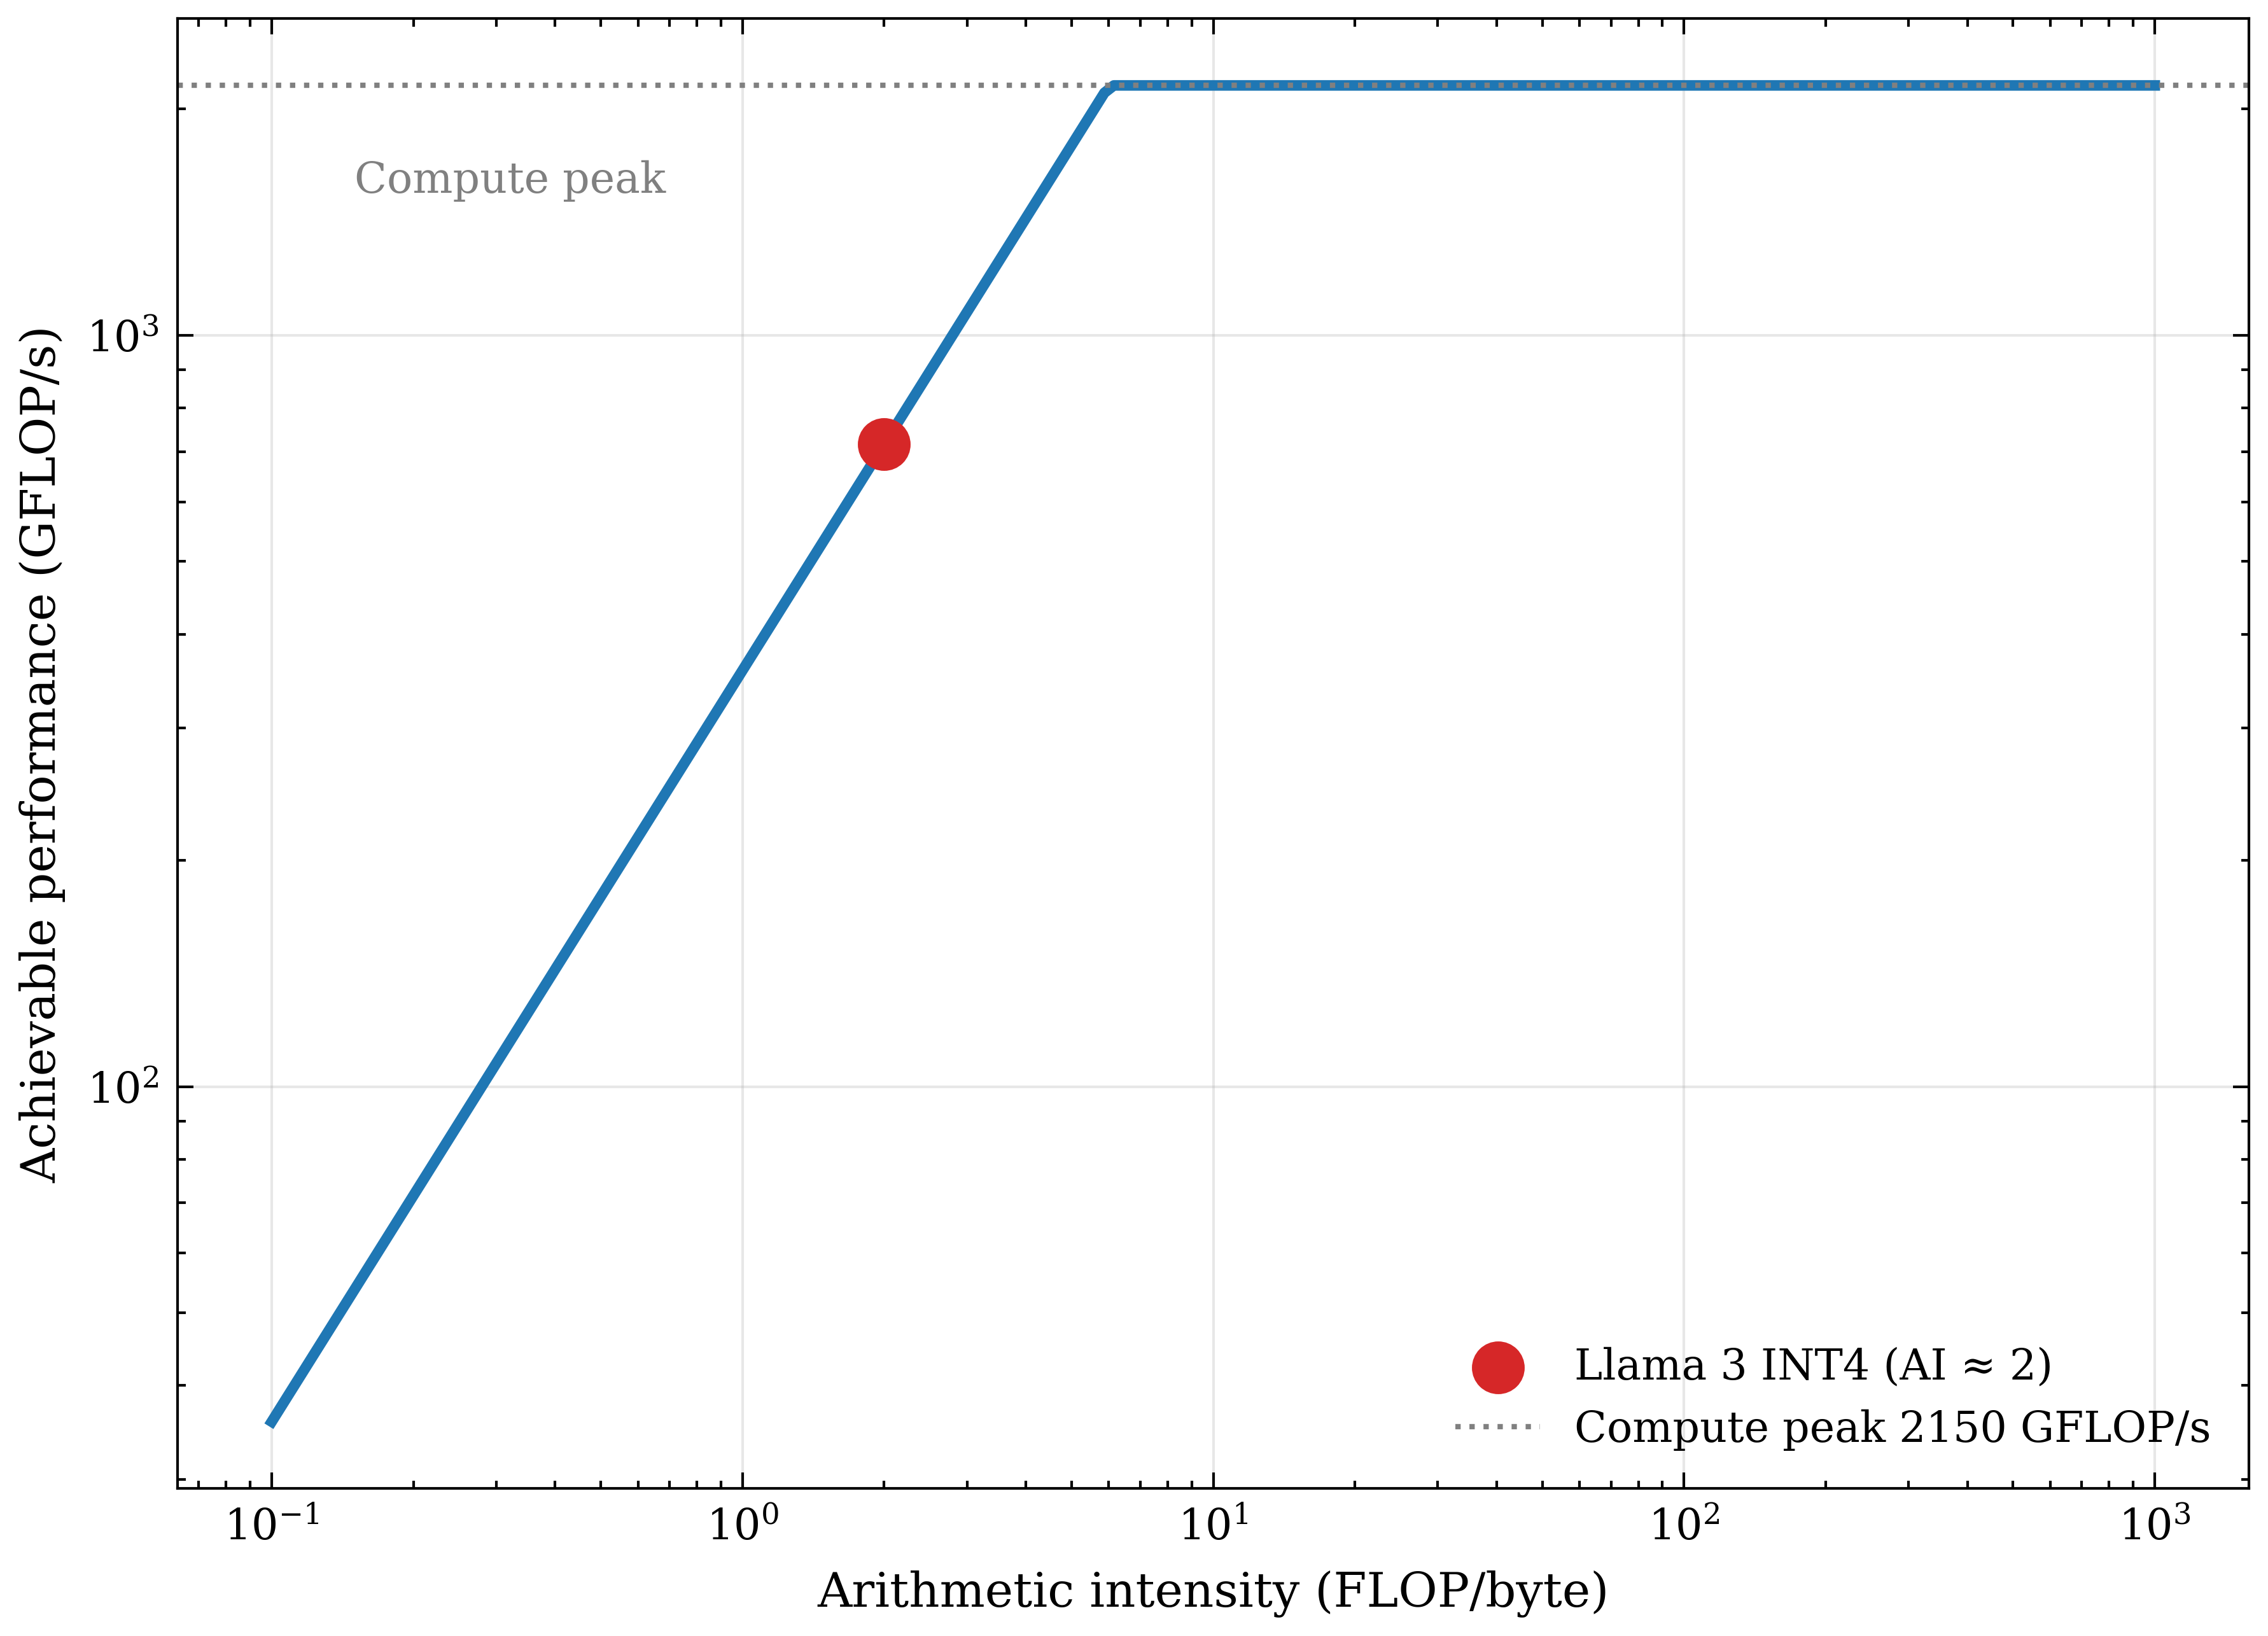 Compute peak
Achievable performance (GFLOP/s)
10³
10²
Llama 3 INT4 (AI ≈ 2)
Compute peak 2150 GFLOP/s
10⁻¹
10⁰
10¹
10²
10³
Arithmetic intensity (FLOP/byte)